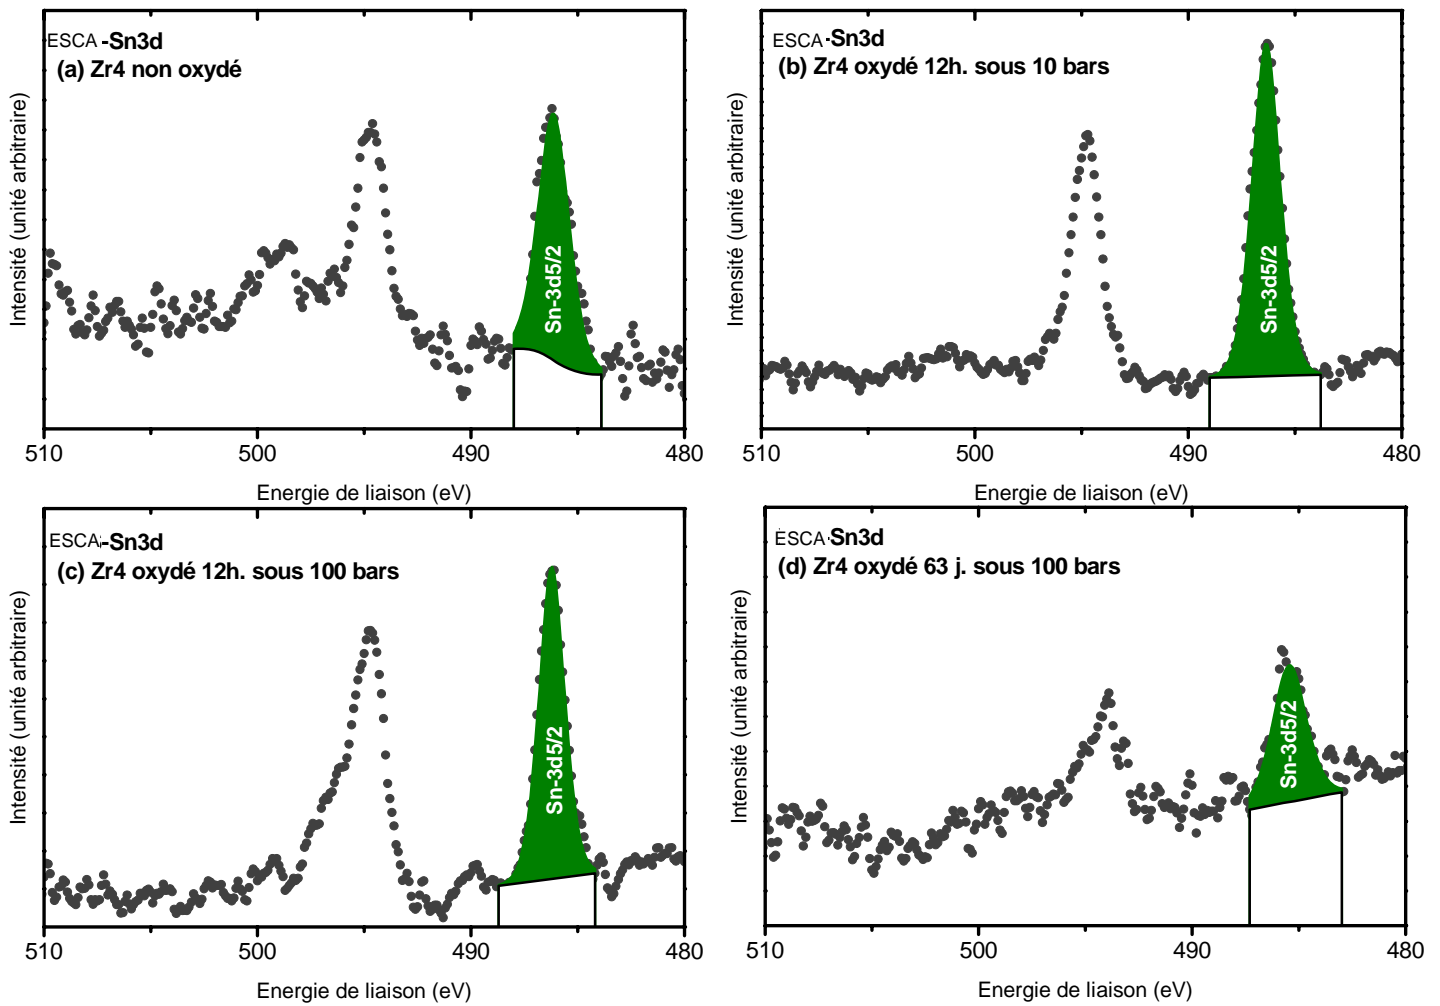 ESCA-Sn3d
(a) Zr4 non oxydé
Intensité (unité arbitraire)
Sn-3d5/2
510 500 490 480
Energie de liaison (eV)
ESCA-Sn3d
(b) Zr4 oxydé 12h. sous 10 bars
Intensité (unité arbitraire)
Sn-3d5/2
510 500 490 480
Energie de liaison (eV)
ESCA-Sn3d
(c) Zr4 oxydé 12h. sous 100 bars
Intensité (unité arbitraire)
Sn-3d5/2
510 500 490 480
Energie de liaison (eV)
ESCA-Sn3d
(d) Zr4 oxydé 63 j. sous 100 bars
Intensité (unité arbitraire)
Sn-3d5/2
510 500 490 480
Energie de liaison (eV)